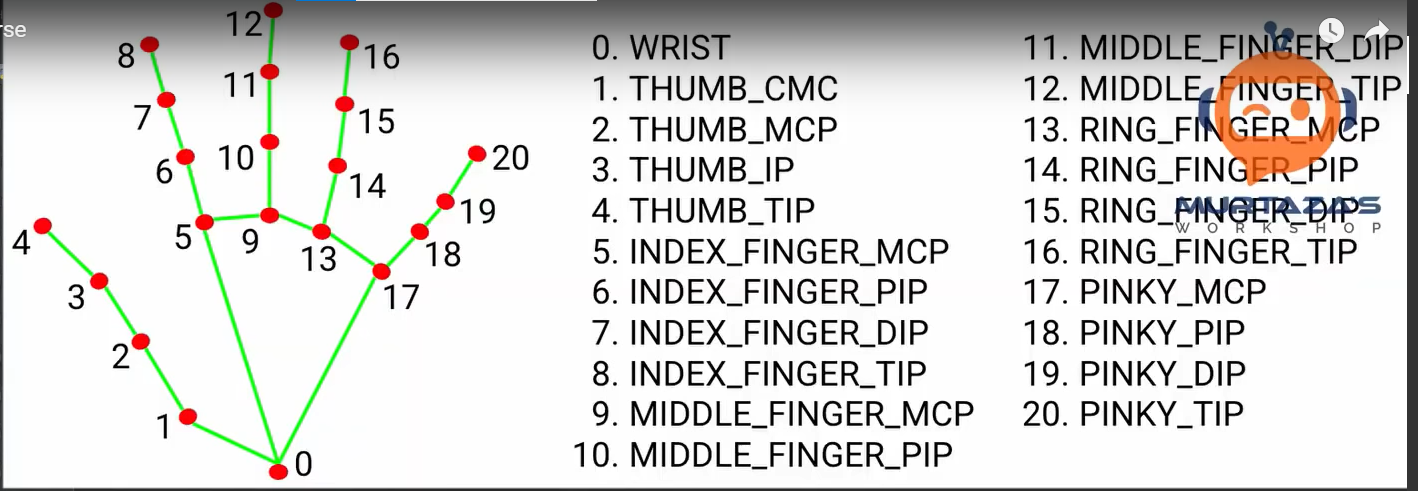 rse
12
8
16
11
7
15
10
20
6
14
19
4
5
9
13
18
3
17
2
1
0
0. WRIST
1. THUMB_CMC
2. THUMB_MCP
3. THUMB_IP
4. THUMB_TIP
5. INDEX_FINGER_MCP
6. INDEX_FINGER_PIP
7. INDEX_FINGER_DIP
8. INDEX_FINGER_TIP
9. MIDDLE_FINGER_MCP
10. MIDDLE_FINGER_PIP
11. MIDDLE_FINGER_DIP
12. MIDDLE_FINGER_TIP
13. RING_FINGER_MCP
14. RING_FINGER_PIP
15. RING_FINGER_DIP
16. RING_FINGER_TIP
17. PINKY_MCP
18. PINKY_PIP
19. PINKY_DIP
20. PINKY_TIP
MURTAZA'S
WORKSHOP